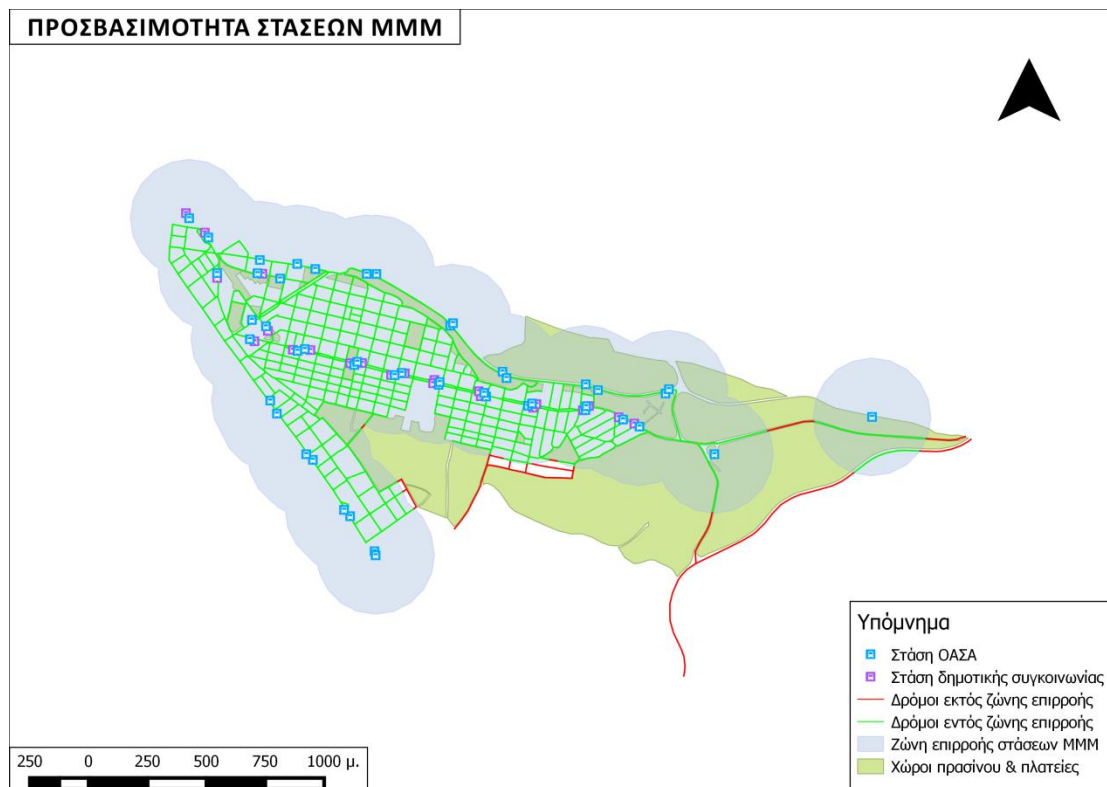 ΠΡΟΣΒΑΣΙΜΟΤΗΤΑ ΣΤΑΣΕΩΝ ΜΜΜ
Υπόμνημα
Στάση ΟΑΣΑ
Στάση δημοτικής συγκοινωνίας
Δρόμοι εκτός ζώνης επιρροής
Δρόμοι εντός ζώνης επιρροής
Ζώνη επιρροής στάσεων ΜΜΜ
Χώροι πρασίνου & πλατείες
250 0 250 500 750 1000 μ.